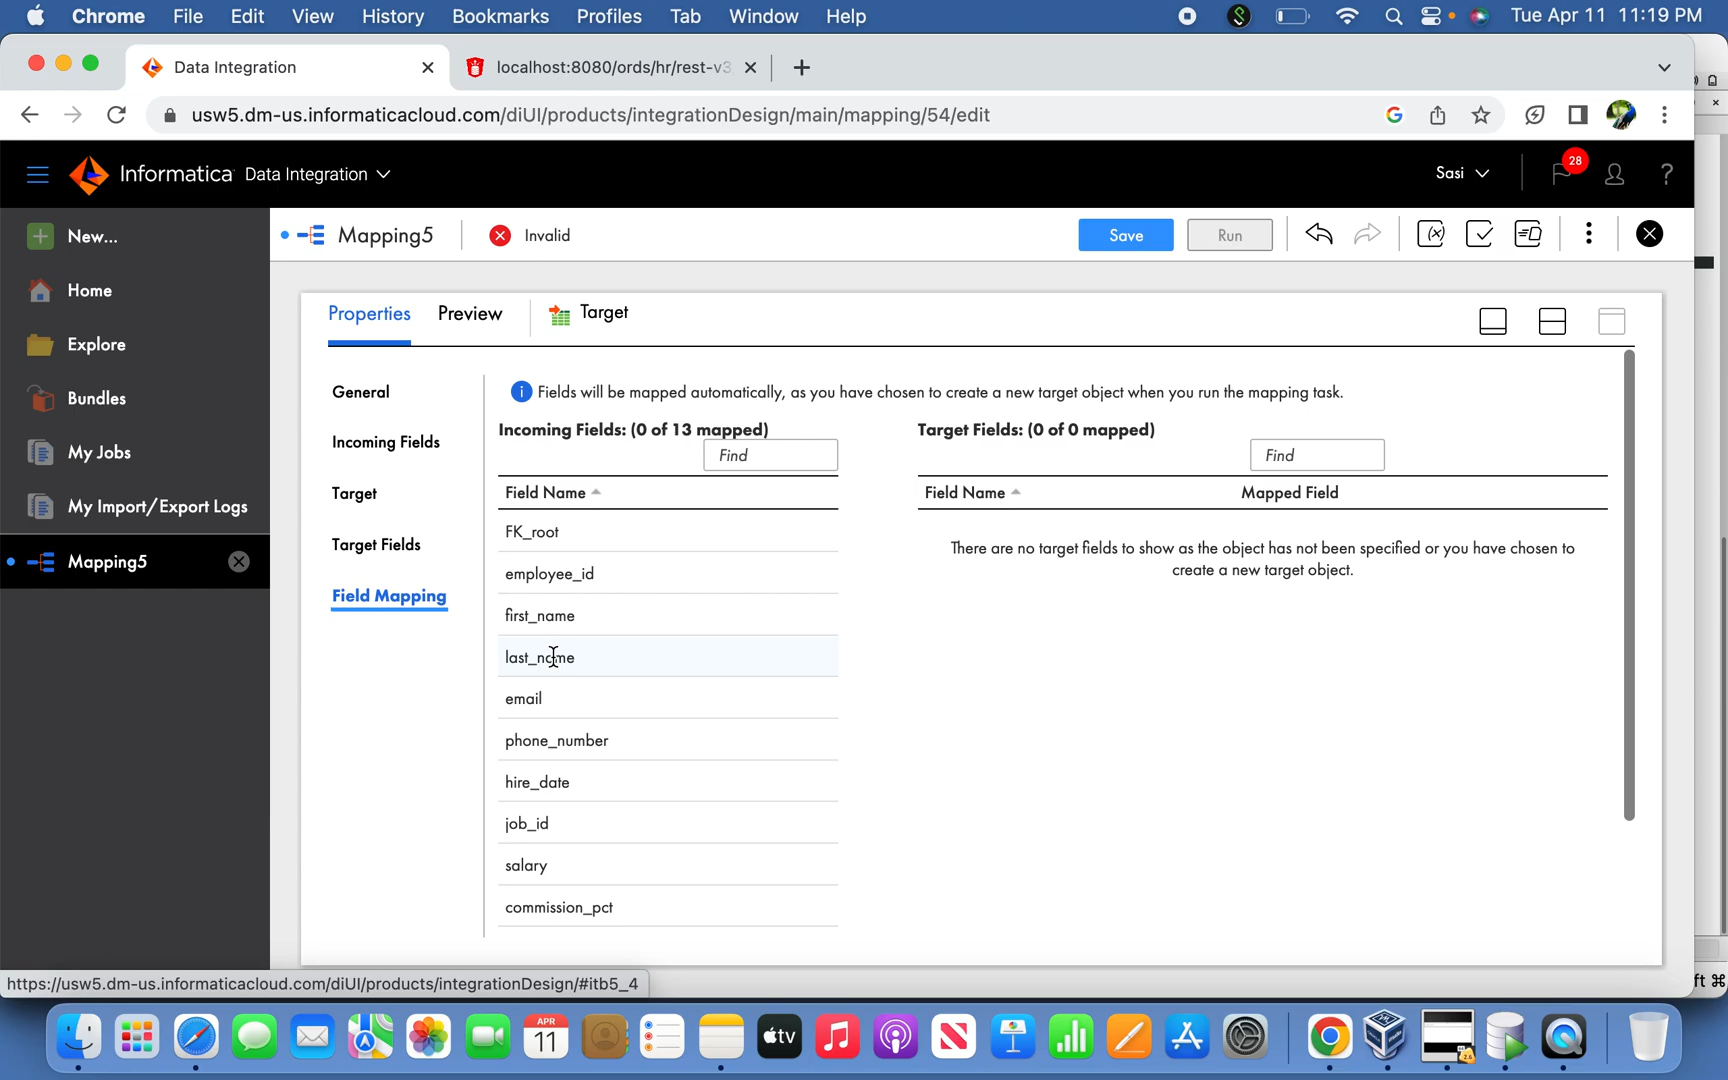 Chrome File Edit View History Bookmarks Profiles Tab Window Help Tue Apr 11 11:19 PM
Data Integration localhost:8080/ords/hr/rest-v3
usw5.dm-us.informaticacloud.com/diUI/products/integrationDesign/main/mapping/54/edit
Informatica Data Integration Sasi 28 ?
New... Mapping5 Invalid Save Run
Home
Explore
Bundles
My Jobs
My Import/Export Logs
Mapping5
Properties Preview Target
General
Incoming Fields
Target
Target Fields
Field Mapping
Fields will be mapped automatically, as you have chosen to create a new target object when you run the mapping task.
Incoming Fields: (0 of 13 mapped) Target Fields: (0 of 0 mapped)
Find Find
Field Name Field Name Mapped Field
FK_root
employee_id
first_name
last_name
email
phone_number
hire_date
job_id
salary
commission_pct
There are no target fields to show as the object has not been specified or you have chosen to
create a new target object.
https://usw5.dm-us.informaticacloud.com/diUI/products/integrationDesign/#itb5_4
ft ⌘
APR
11
tv